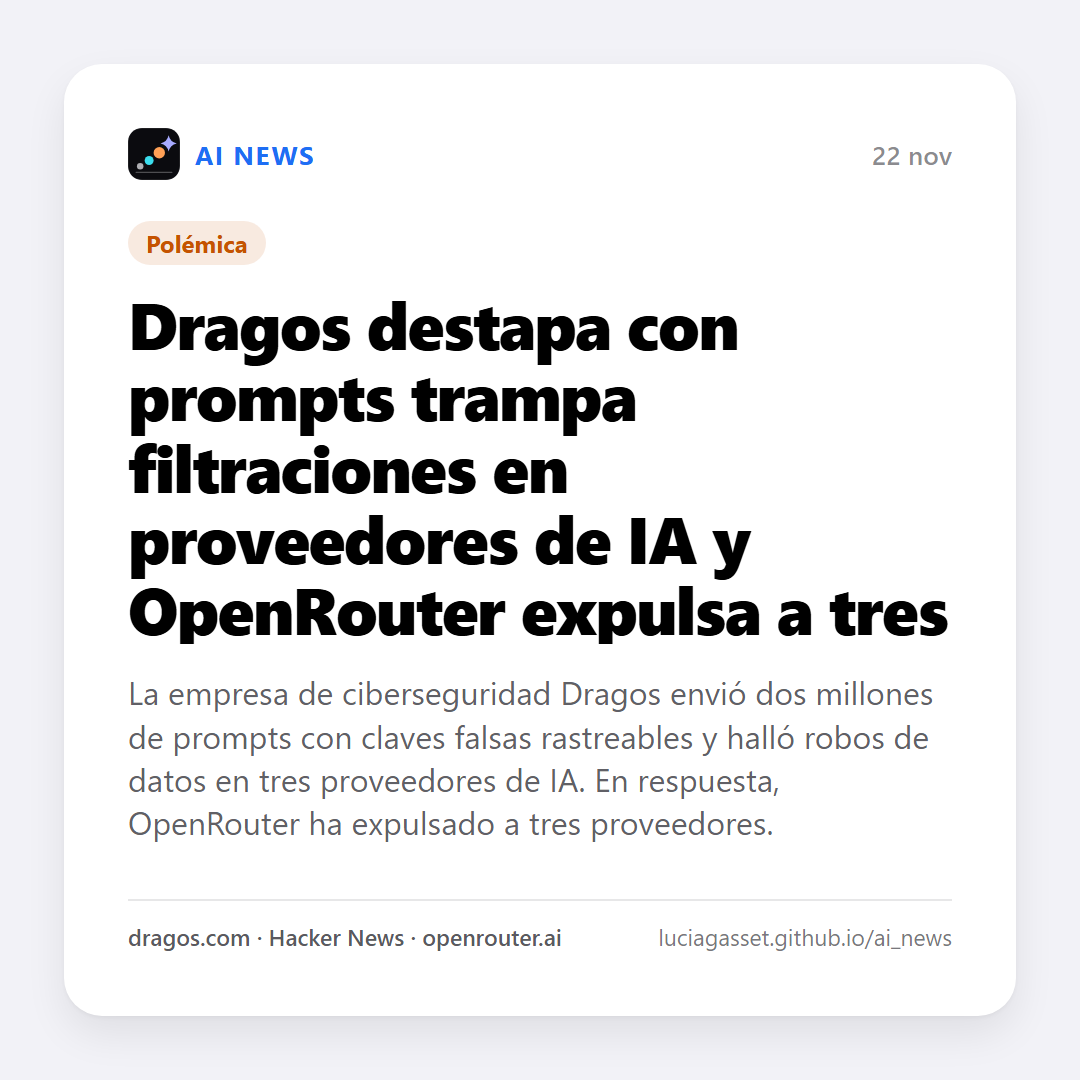 AI NEWS
22 nov
Polémica
Dragos destapa con
prompts trampa
filtraciones en
proveedores de IA y
OpenRouter expulsa a tres
La empresa de ciberseguridad Dragos envió dos millones
de prompts con claves falsas rastreables y halló robos de
datos en tres proveedores de IA. En respuesta,
OpenRouter ha expulsado a tres proveedores.
dragos.com · Hacker News · openrouter.ai
luciagasset.github.io/ai_news